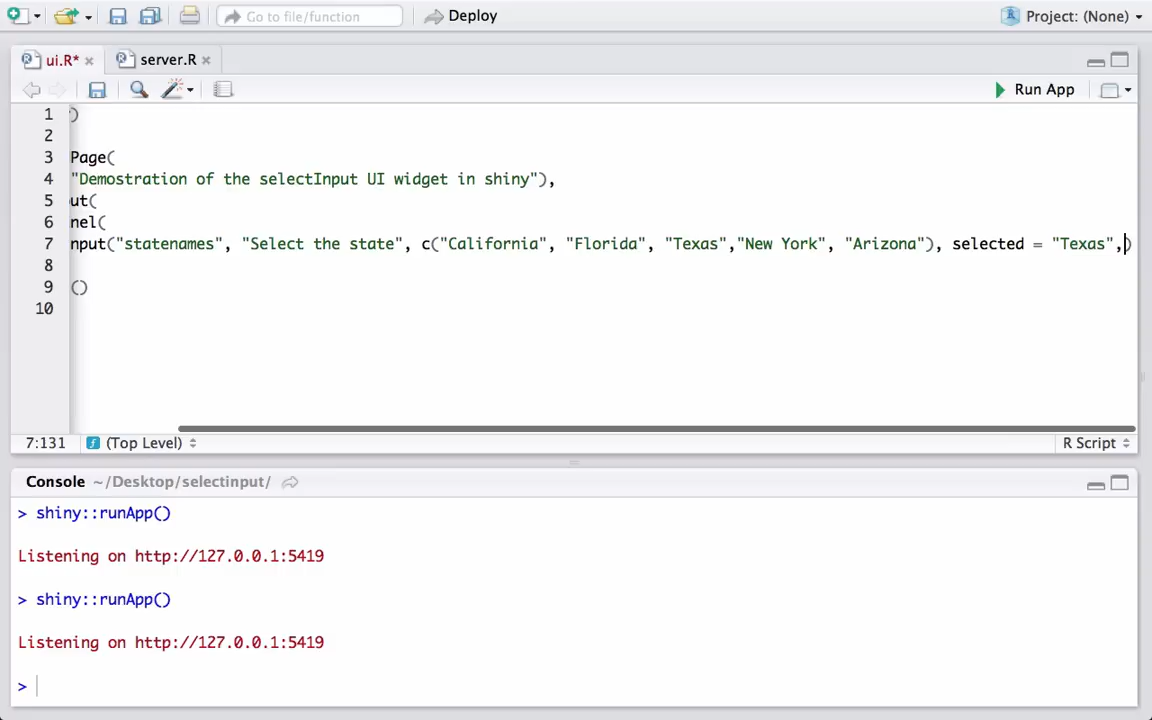 Go to file/function
Deploy
Project: (None)
ui.R*
server.R
Run App
1 )
2
3 Page(
4 "Demostration of the selectInput UI widget in shiny"),
5 ut(
6 nel(
7 nput("statenames", "Select the state", c("California", "Florida", "Texas","New York", "Arizona"), selected = "Texas",)
8
9 ()
10
7:131 (Top Level) R Script
Console ~/Desktop/selectinput/
> shiny::runApp()
Listening on http://127.0.0.1:5419
> shiny::runApp()
Listening on http://127.0.0.1:5419
>